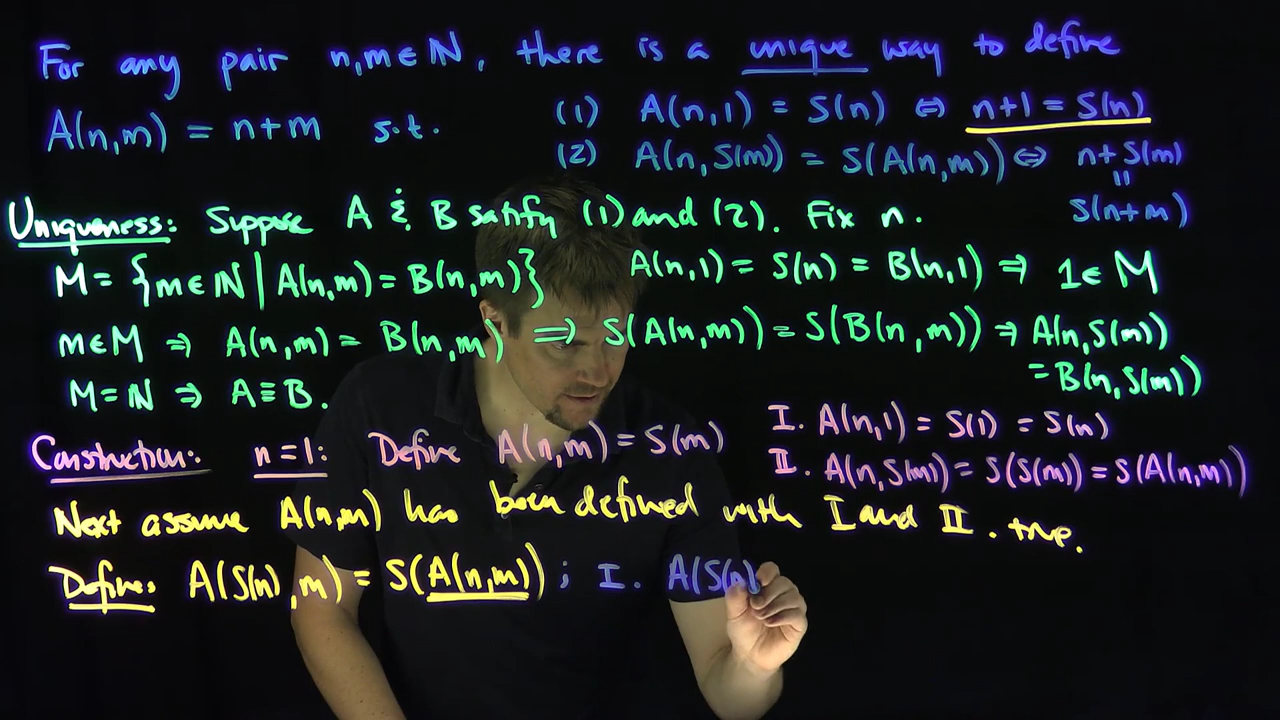 For any pair n,m ∈ ℕ, there is a unique way to define
A(n,m) = n+m s.t. (1) A(n,1) = S(n) ⇔ n+1 = S(n)
(2) A(n,S(m)) = S(A(n,m)) ⇔ n+S(m)
=
S(n+m)
Uniqueness: Suppose A & B satify (1) and (2). Fix n.
M = {m ∈ ℕ | A(n,m) = B(n,m)} A(n,1) = S(n) = B(n,1) ⇒ 1 ∈ M
m ∈ M ⇒ A(n,m) = B(n,m) ⇒ S(A(n,m)) = S(B(n,m)) ⇒ A(n,S(m))
= B(n,S(m))
M = ℕ ⇒ A ≡ B.
Construction: n=1: Define A(n,m) = S(m) I. A(n,1) = S(1) = S(n)
II. A(n,S(m)) = S(S(m)) = S(A(n,m))
Next assume A(n,m) has been defined with I and II. true.
Define: A(S(n),m) = S(A(n,m)) ; I. A(S(n)